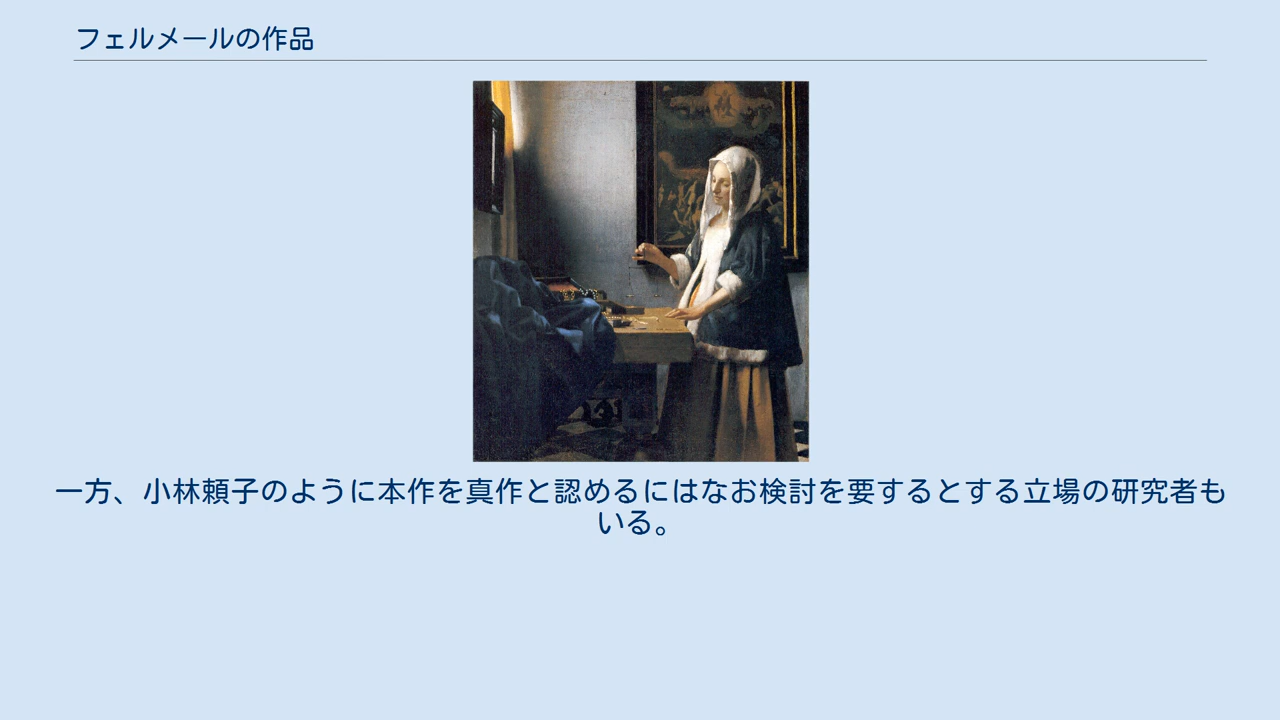 フェルメールの作品
一方、小林頼子のように本作を真作と認めるにはなお検討を要するとする立場の研究者も
いる。